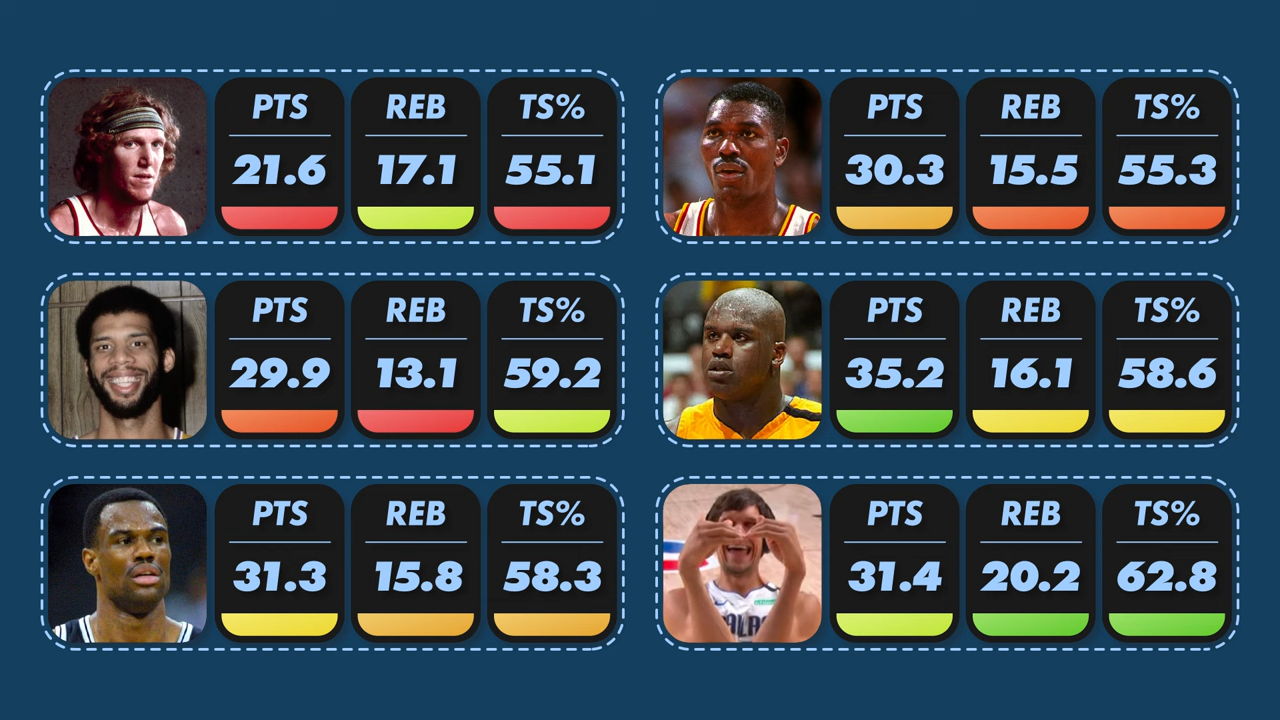 PTS REB TS%
21.6 17.1 55.1
PTS REB TS%
30.3 15.5 55.3
PTS REB TS%
29.9 13.1 59.2
PTS REB TS%
35.2 16.1 58.6
PTS REB TS%
31.3 15.8 58.3
PTS REB TS%
31.4 20.2 62.8